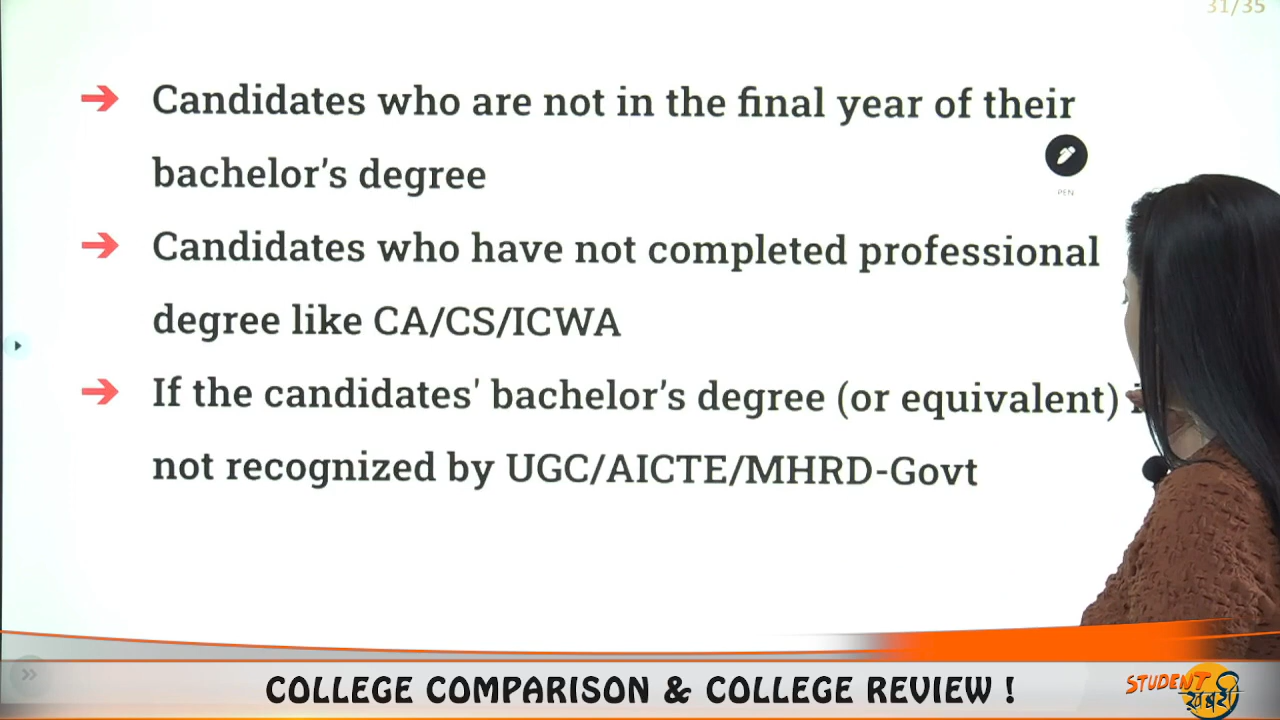 31/35
➔ Candidates who are not in the final year of their
bachelor’s degree
PEN
➔ Candidates who have not completed professional
degree like CA/CS/ICWA
➔ If the candidates' bachelor’s degree (or equivalent)
not recognized by UGC/AICTE/MHRD-Govt
COLLEGE COMPARISON & COLLEGE REVIEW !
STUDENT
ख़बरी